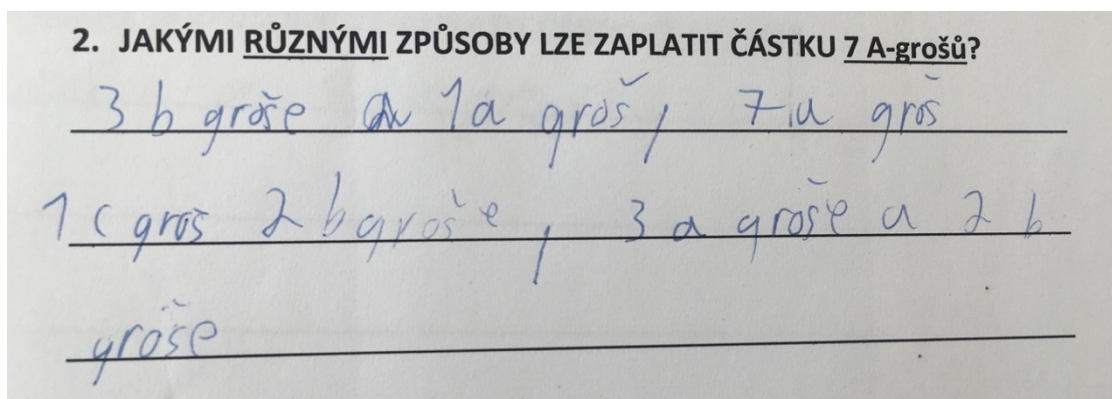 2. JAKÝMI RŮZNÝMI ZPŮSOBY LZE ZAPLATIT ČÁSTKU 7 A-grošů?
3 b groše a 1a groš, 7 a groš
1 c groš 2 b groše, 3 a groše a 2 b
groše